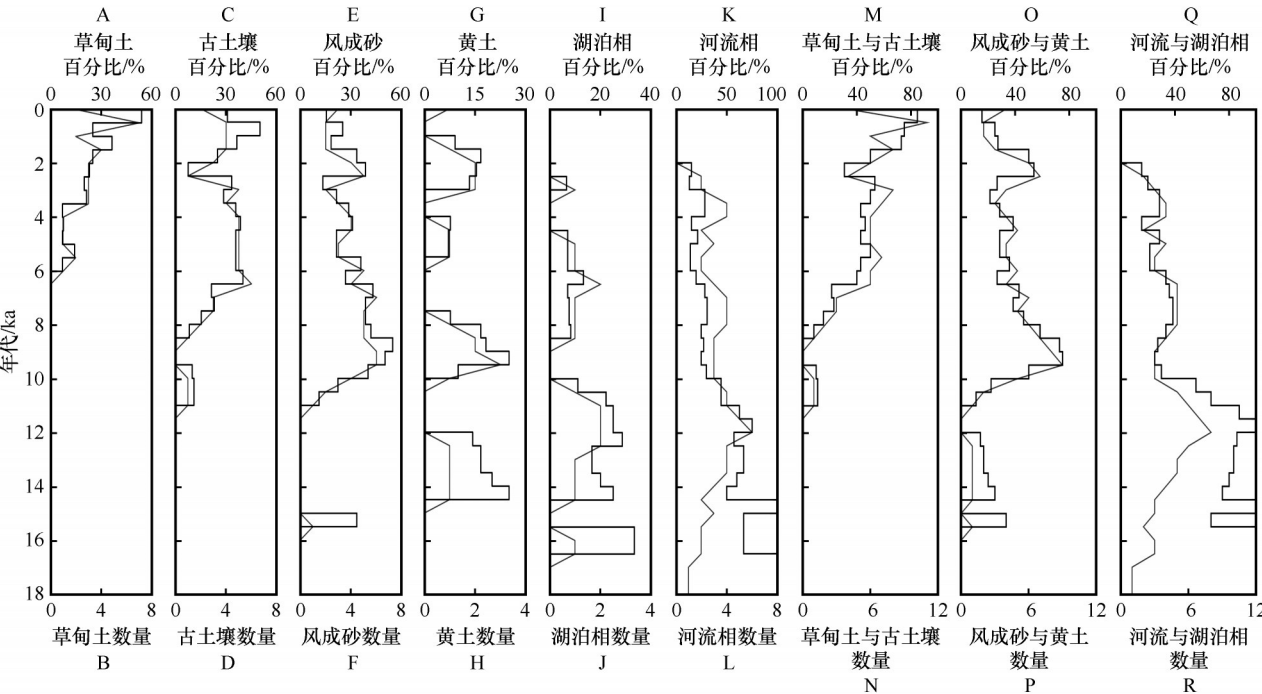 A C E G I K M O Q
草甸土 古土壤 风成砂 黄土 湖泊相 河流相 草甸土与古土壤 风成砂与黄土 河流与湖泊相
百分比/% 百分比/% 百分比/% 百分比/% 百分比/% 百分比/% 百分比/% 百分比/% 百分比/%
0 30 60 0 30 60 0 30 60 0 15 30 0 20 40 0 50 100 0 40 80 0 40 80 0 40 80
0
2
4
6
8
10
12
14
16
18
年代/ka
0 4 8 0 4 8 0 4 8 0 2 4 0 2 4 0 4 8 0 6 12 0 6 12 0 6 12
草甸土数量 古土壤数量 风成砂数量 黄土数量 湖泊相数量 河流相数量 草甸土与古土壤 风成砂与黄土 河流与湖泊相
数量 数量 数量
B D F H J L N P R